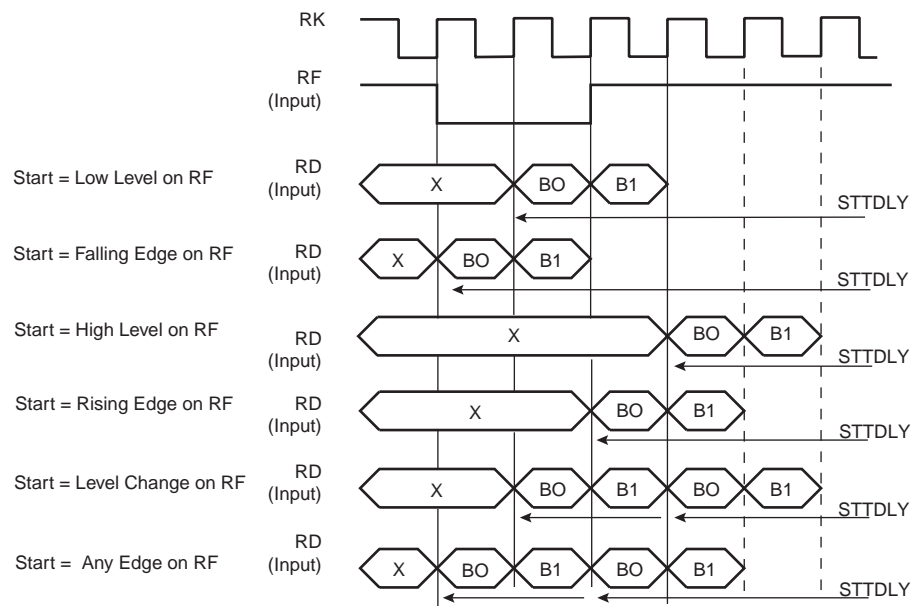 RK
RF
(Input)
Start = Low Level on RF
RD
(Input)
X
BO
B1
STTDLY
Start = Falling Edge on RF
RD
(Input)
X
BO
B1
STTDLY
Start = High Level on RF
RD
(Input)
X
BO
B1
STTDLY
Start = Rising Edge on RF
RD
(Input)
X
BO
B1
STTDLY
Start = Level Change on RF
RD
(Input)
X
BO
B1
BO
B1
STTDLY
Start = Any Edge on RF
RD
(Input)
X
BO
B1
BO
B1
STTDLY